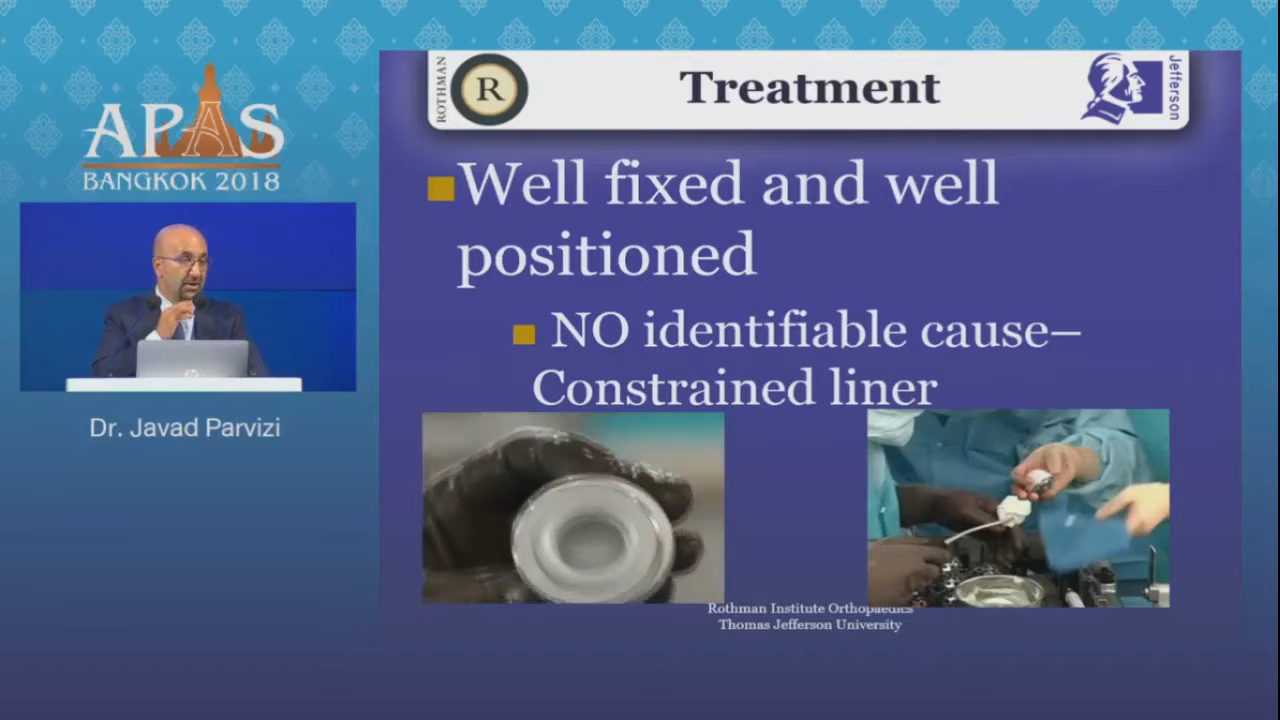 APAS
BANGKOK 2018
Dr. Javad Parvizi
ROTHMAN
R
Treatment
Jefferson
Well fixed and well
positioned
NO identifiable cause–
Constrained liner
Rothman Institute Orthopaedics
Thomas Jefferson University